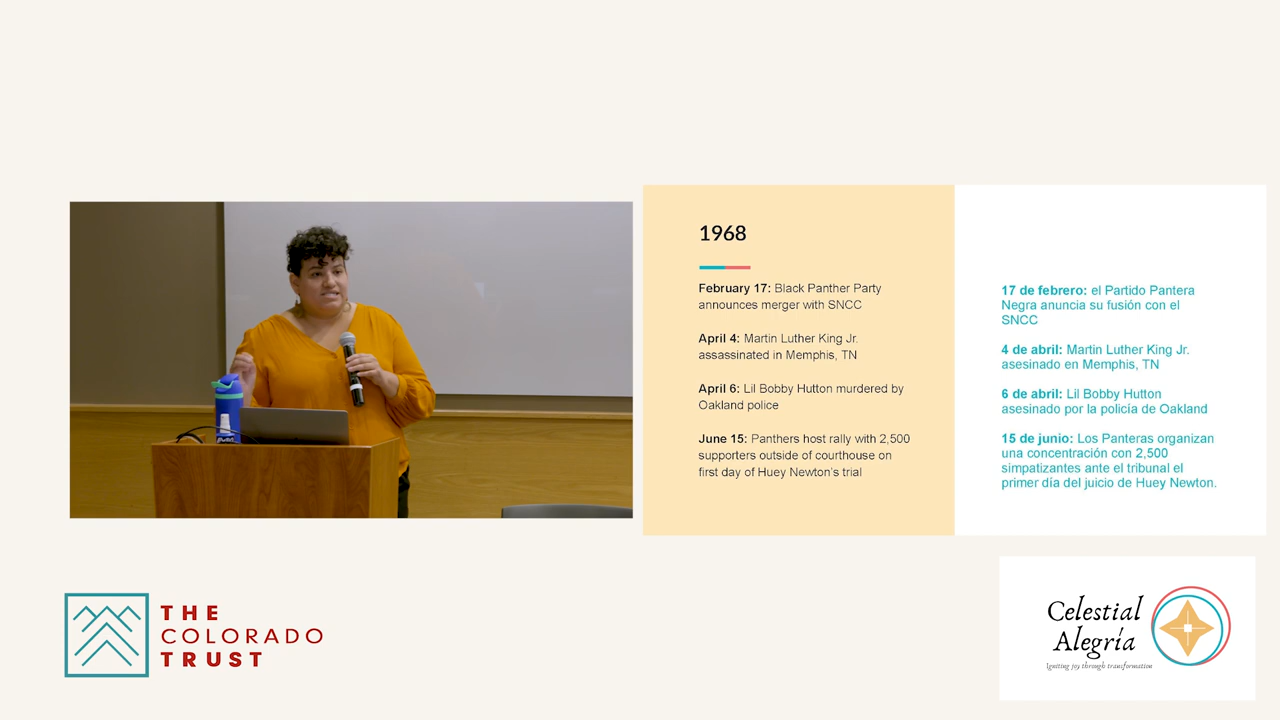 1968
February 17: Black Panther Party
announces merger with SNCC
April 4: Martin Luther King Jr.
assassinated in Memphis, TN
April 6: Lil Bobby Hutton murdered by
Oakland police
June 15: Panthers host rally with 2,500
supporters outside of courthouse on
first day of Huey Newton's trial
17 de febrero: el Partido Pantera
Negra anuncia su fusión con el
SNCC
4 de abril: Martin Luther King Jr.
asesinado en Memphis, TN
6 de abril: Lil Bobby Hutton
asesinado por la policía de Oakland
15 de junio: Los Panteras organizan
una concentración con 2,500
simpatizantes ante el tribunal el
primer día del juicio de Huey Newton.
THE
COLORADO
TRUST
Celestial
Alegría
Igniting joy through transformation